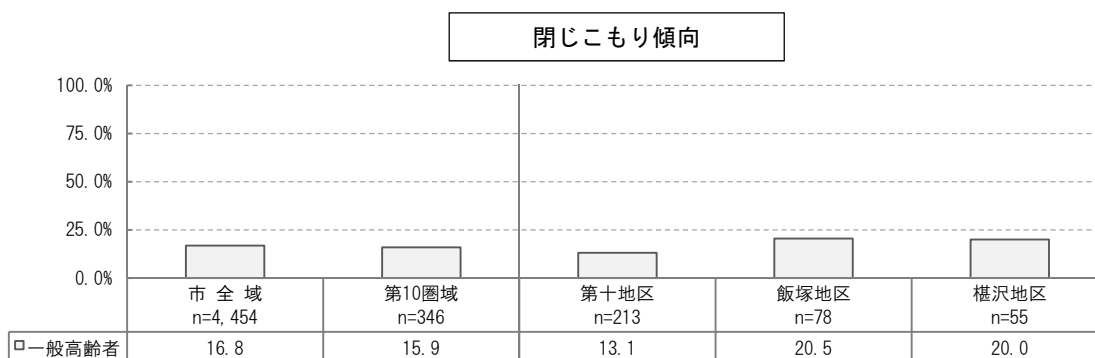 閉じこもり傾向
100.0%
75.0%
50.0%
25.0%
0.0%
市 全 域 第10圏域 第十地区 飯塚地区 椹沢地区
n=4,454 n=346 n=213 n=78 n=55
一般高齢者 16.8 15.9 13.1 20.5 20.0